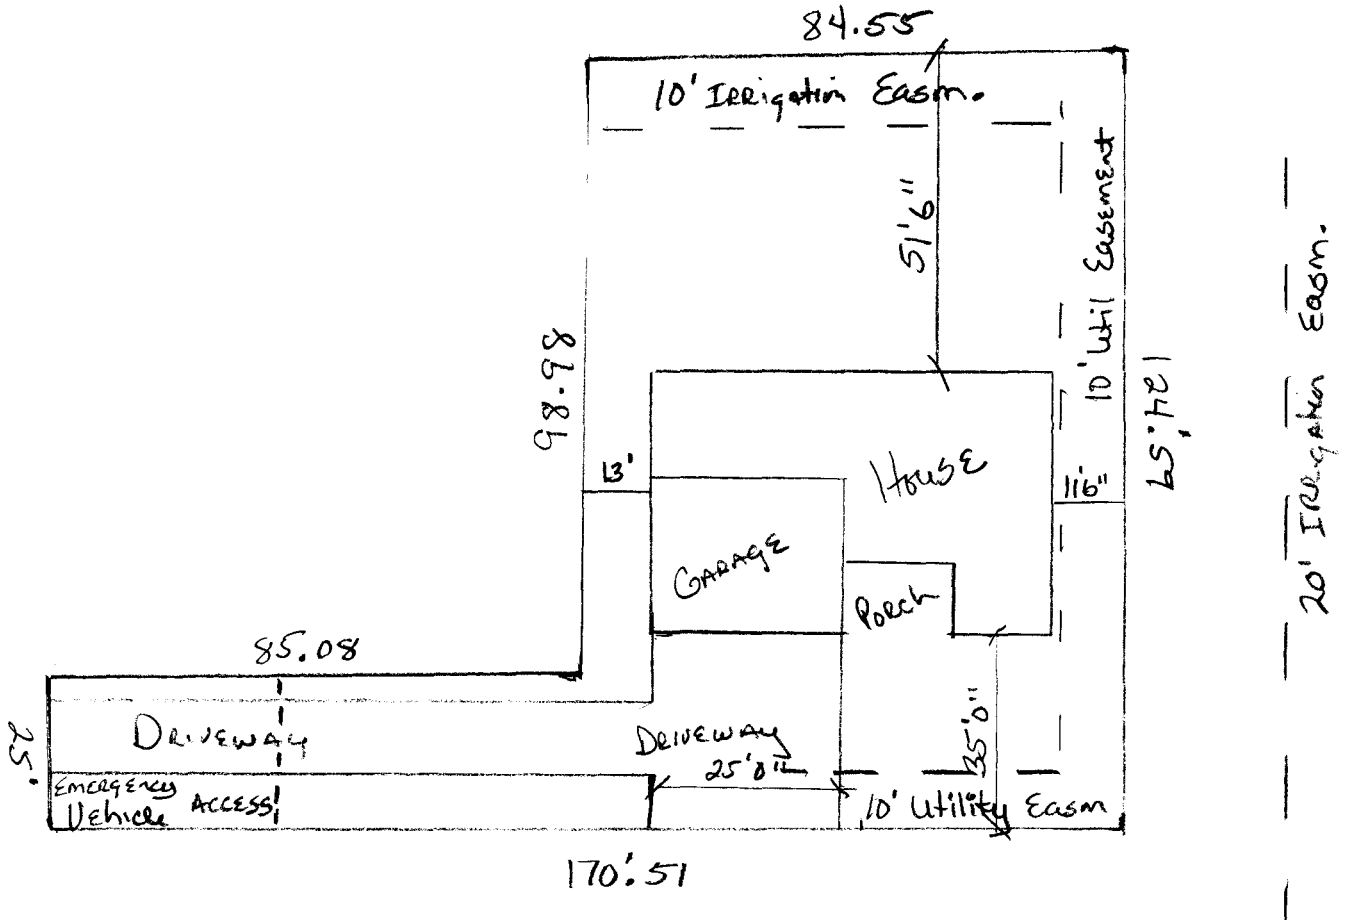 84.55
10' Irrigation Easm.
51'6"
10' Util Easement
20' Irrigation Easm.
98.98
124.'59
House
13'
11'6"
Garage
Porch
85.08
25'
Driveway
Driveway
25'0"
35'0"
Emergency
Vehicle Access
10' Utility Easm
170'.51